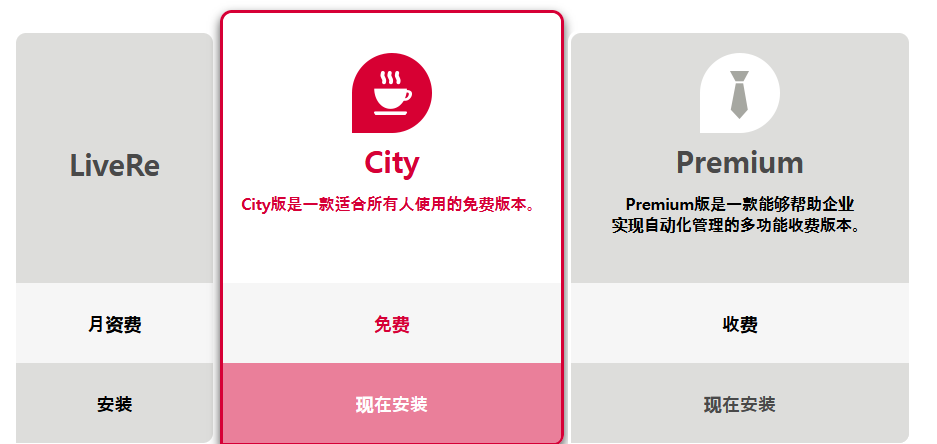 LiveRe
City
City版是一款适合所有人使用的免费版本。
Premium
Premium版是一款能够帮助企业
实现自动化管理的多功能收费版本。
月资费
免费
收费
安装
现在安装
现在安装